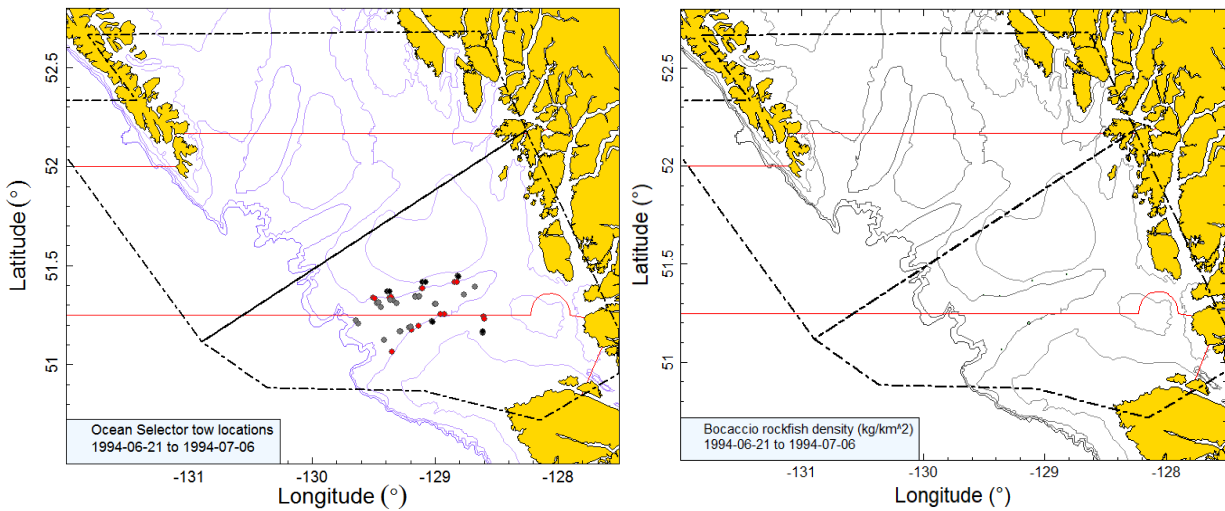 52.5
52
51.5
51
Latitude (°)
Ocean Selector tow locations
1994-06-21 to 1994-07-06
-131
-130
-129
-128
Longitude (°)
52.5
52
51.5
51
Latitude (°)
Bocaccio rockfish density (kg/km^2)
1994-06-21 to 1994-07-06
-131
-130
-129
-128
Longitude (°)